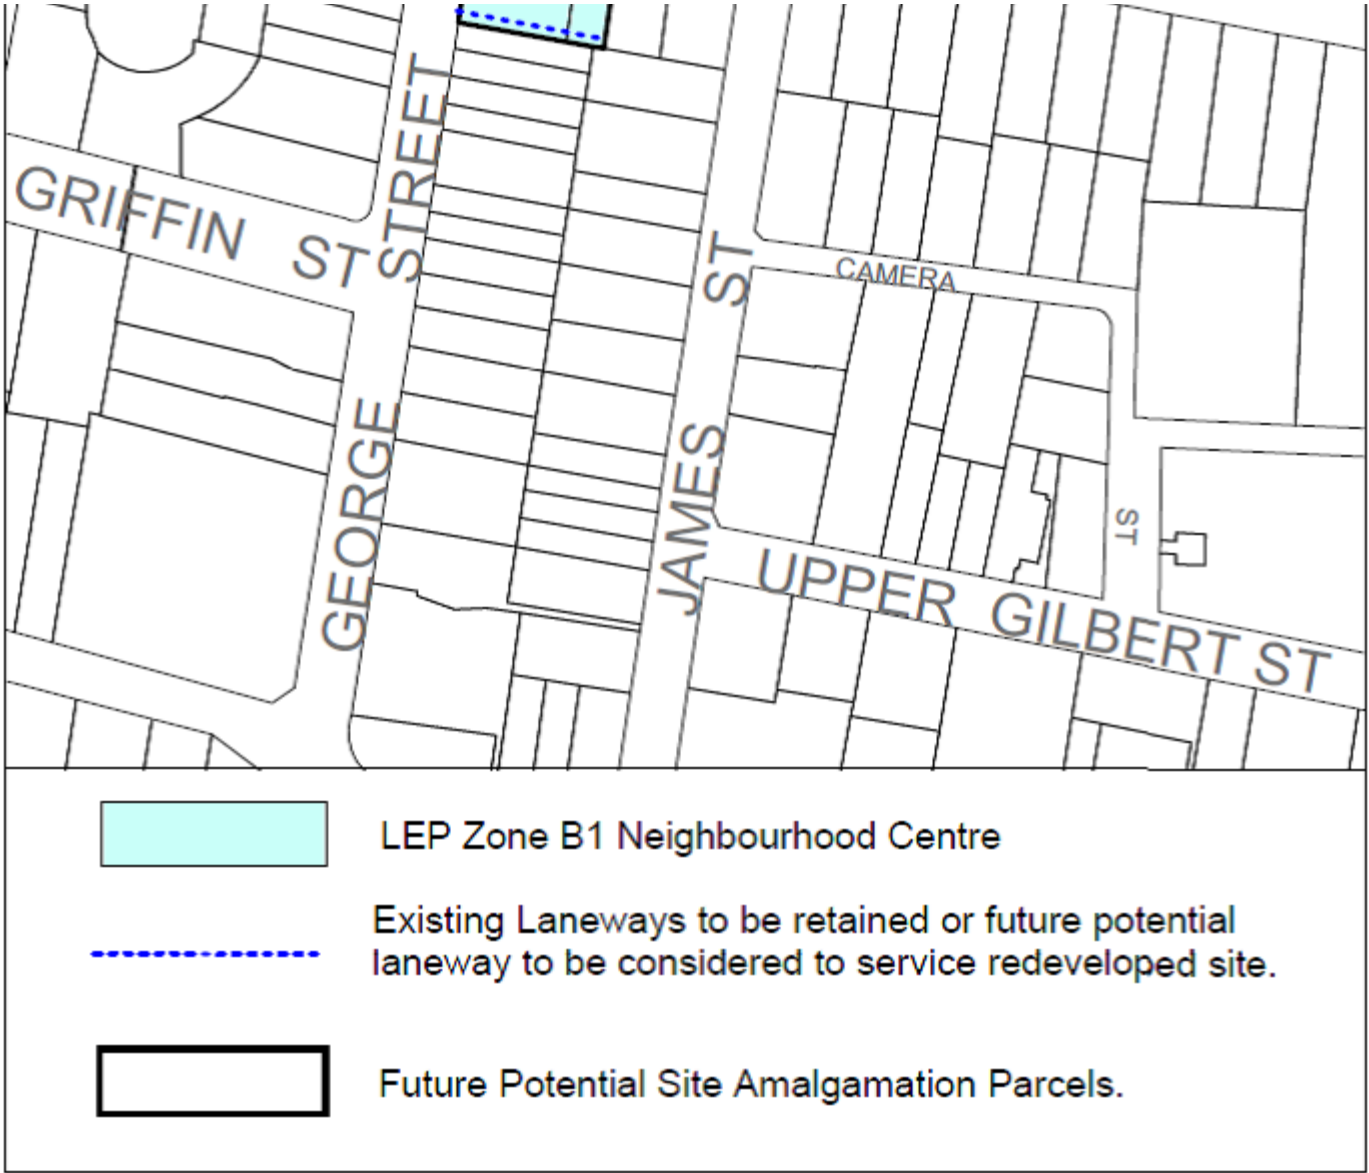 GRIFFIN ST
GEORGE STREET
JAMES ST
CAMERA ST
UPPER GILBERT ST
LEP Zone B1 Neighbourhood Centre
Existing Laneways to be retained or future potential
laneway to be considered to service redeveloped site.
Future Potential Site Amalgamation Parcels.